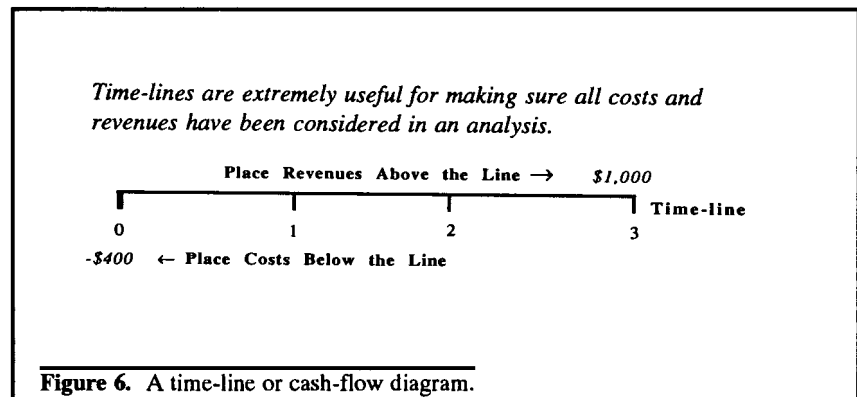 Time-lines are extremely useful for making sure all costs and
revenues have been considered in an analysis.
Place Revenues Above the Line → $1,000
Time-line
0 1 2 3
-$400 ← Place Costs Below the Line
Figure 6. A time-line or cash-flow diagram.